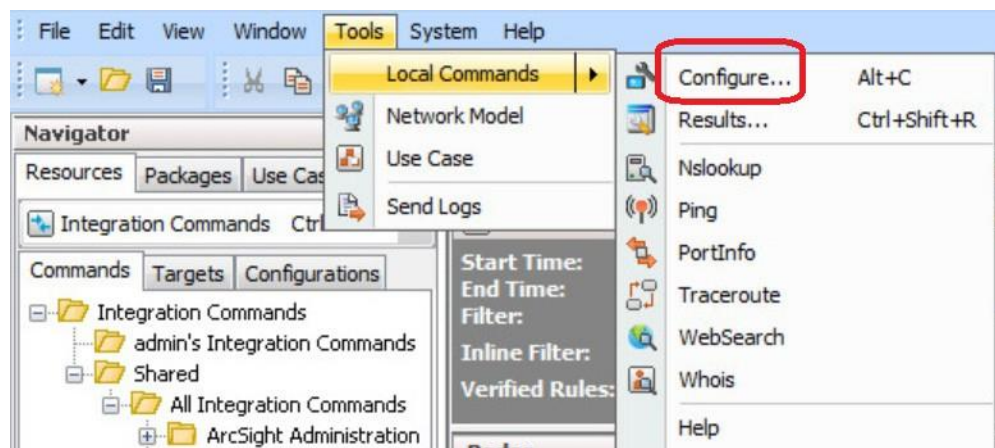 File Edit View Window Tools System Help
Local Commands
Network Model
Use Case
Send Logs
Configure... Alt+C
Results... Ctrl+Shift+R
Nslookup
Ping
PortInfo
Traceroute
WebSearch
Whois
Help
Navigator
Resources Packages Use Cas
Integration Commands Ctrl
Commands Targets Configurations
Integration Commands
admin's Integration Commands
Shared
All Integration Commands
ArcSight Administration
Start Time:
End Time:
Filter:
Inline Filter:
Verified Rules: